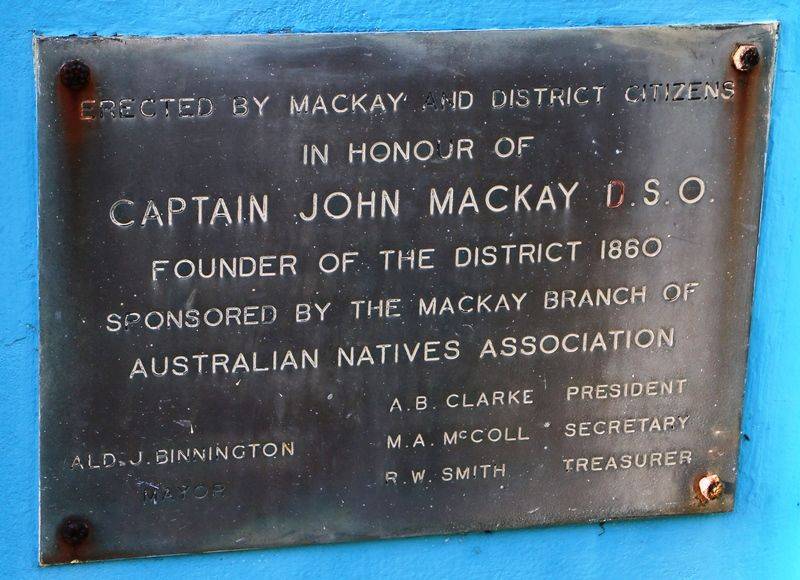 ERECTED BY MACKAY AND DISTRICT CITIZENS
IN HONOUR OF
CAPTAIN JOHN MACKAY D.S.O.
FOUNDER OF THE DISTRICT 1860
SPONSORED BY THE MACKAY BRANCH OF
AUSTRALIAN NATIVES ASSOCIATION
A.B. CLARKE PRESIDENT
ALD. J. BINNINGTON M.A. McCOLL SECRETARY
MAYOR R.W. SMITH TREASURER